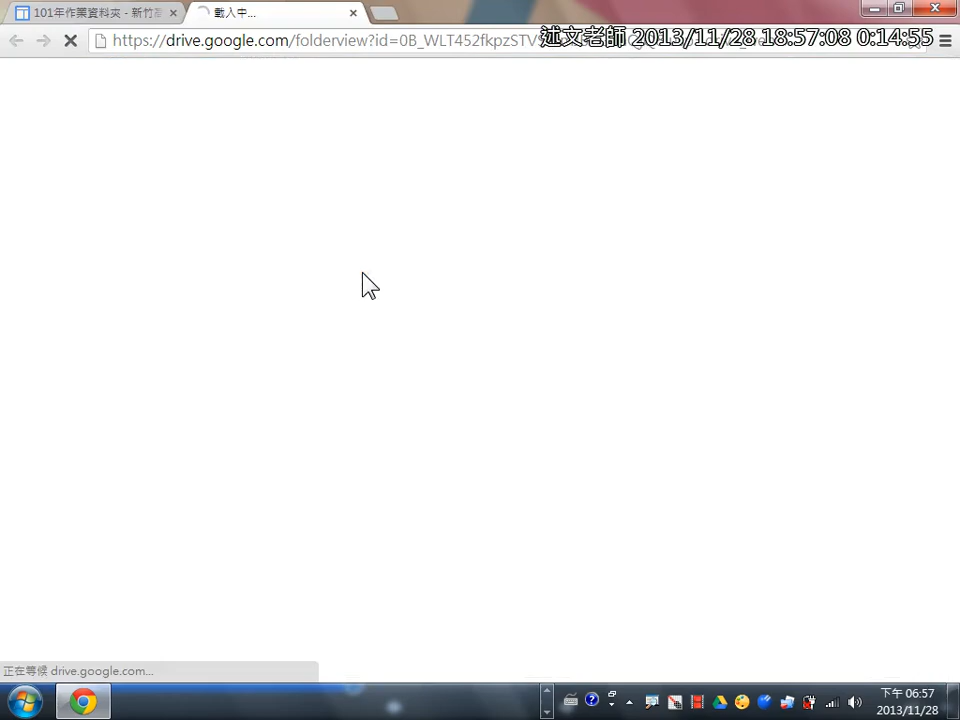 101年作業資料夾 - 新竹高
載入中...
https://drive.google.com/folderview?id=0B_WLT452fkpzSTV
述文老師 2013/11/28 18:57:08 0:14:55
正在等候 drive.google.com...
下午 06:57
2013/11/28